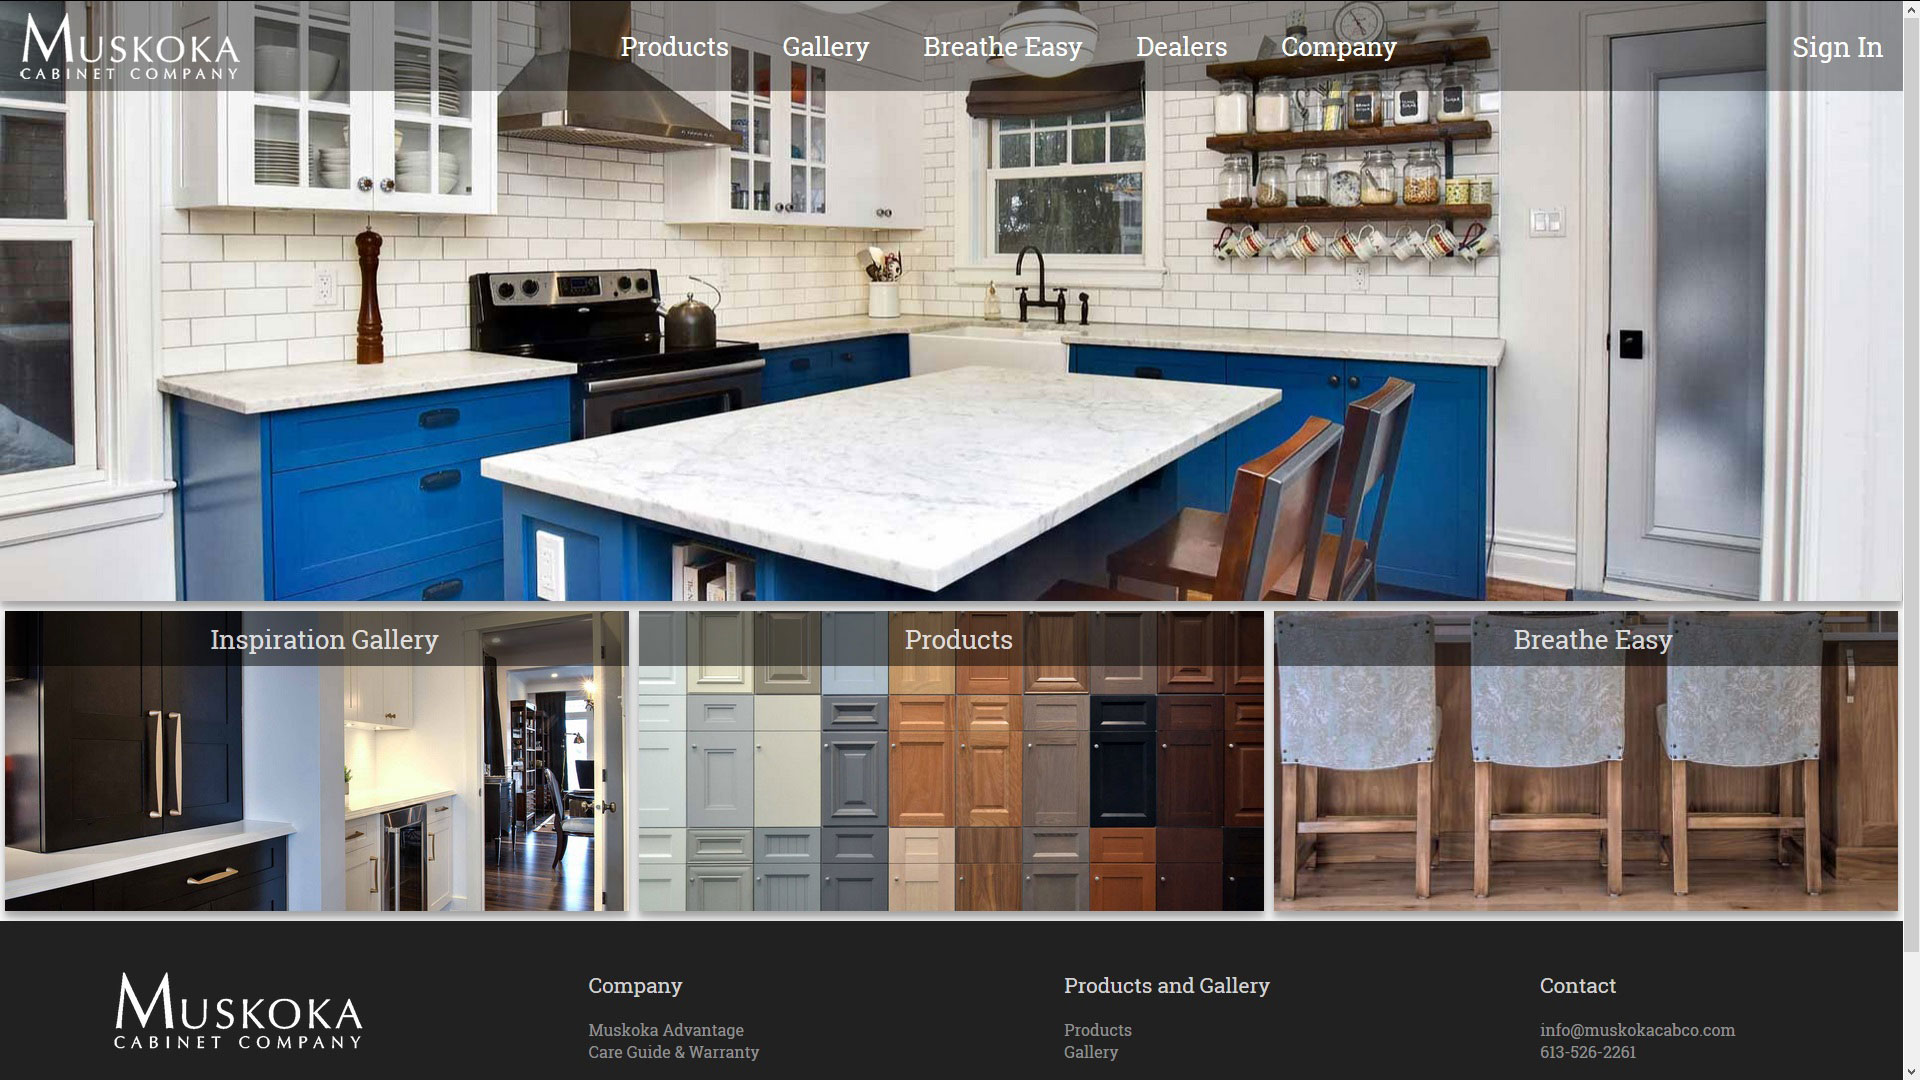 MUSKOKA
CABINET COMPANY
Products Gallery Breathe Easy Dealers Company Sign In
Inspiration Gallery
Products
Breathe Easy
MUSKOKA
CABINET COMPANY
Company
Muskoka Advantage
Care Guide & Warranty
Products and Gallery
Products
Gallery
Contact
info@muskokacabco.com
613-526-2261